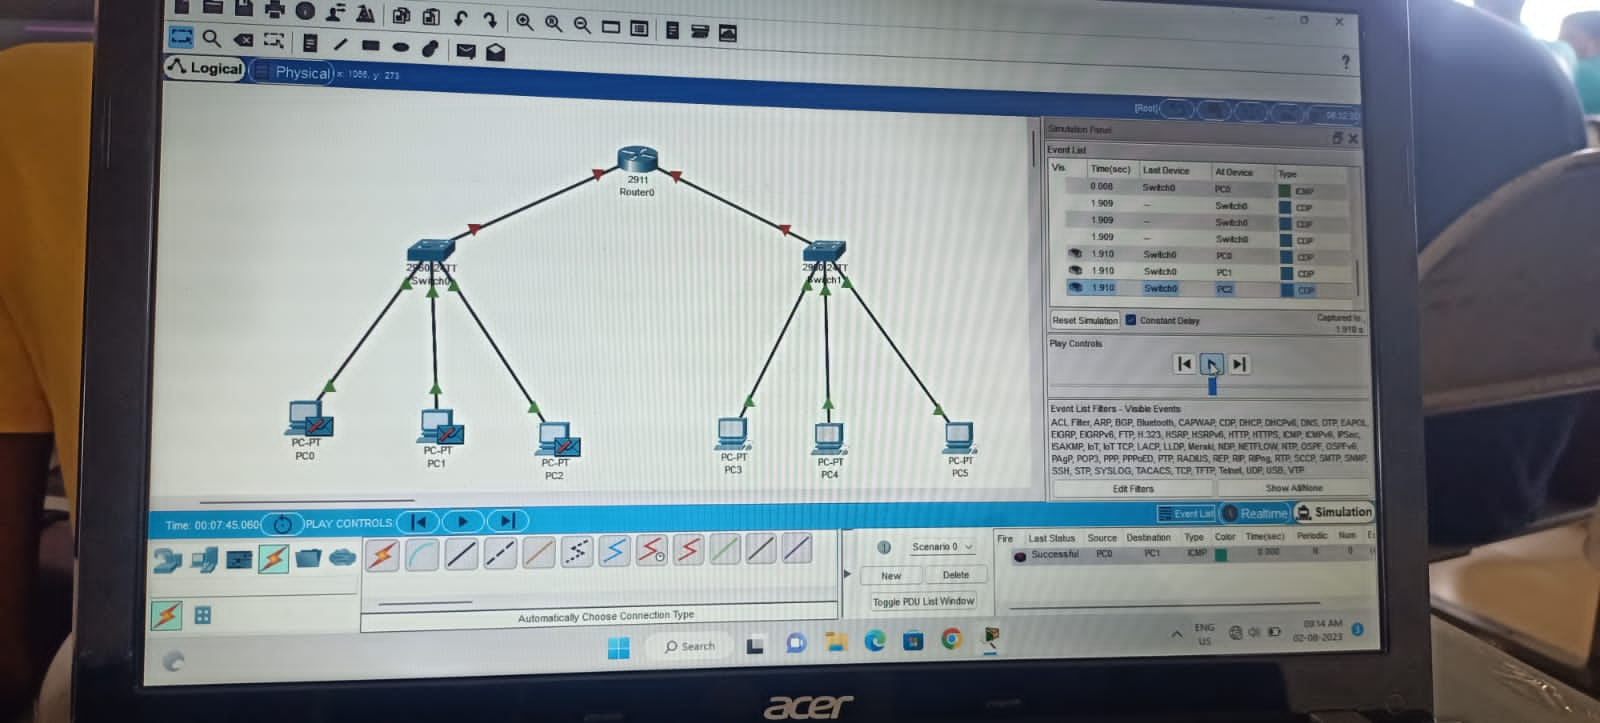 Logical
Physical
x: 1086, y: 273
[Root]
06:32:30
?
Simulation Panel
Event List
Vis. Time(sec) Last Device At Device Type
0.008 Switch0 PC0 ICMP
1.909 -- Switch0 CDP
1.909 -- Switch0 CDP
1.909 -- Switch0 CDP
1.910 Switch0 PC0 CDP
1.910 Switch0 PC1 CDP
1.910 Switch0 PC2 CDP
Reset Simulation Constant Delay Captured to
1.910 s
Play Controls
Event List Filters - Visible Events
ACL Filter, ARP, BGP, Bluetooth, CAPWAP, CDP, DHCP, DHCPv6, DNS, DTP, EAPOL,
EIGRP, EIGRPv6, FTP, H.323, HSRP, HSRPv6, HTTP, HTTPS, ICMP, ICMPv6, IPSec,
ISAKMP, IoT, IoT TCP, LACP, LLDP, Meraki, NDP, NETFLOW, NTP, OSPF, OSPFv6,
PAgP, POP3, PPP, PPPoED, PTP, RADIUS, REP, RIP, RIPng, RTP, SCCP, SMTP, SNMP,
SSH, STP, SYSLOG, TACACS, TCP, TFTP, Telnet, UDP, USB, VTP
Edit Filters Show All/None
2911
Router0
2960-24TT
Switch0
Switch1
PC-PT
PC0
PC-PT
PC1
PC-PT
PC2
PC-PT
PC3
PC-PT
PC4
PC-PT
PC5
Time: 00:07:45.060 PLAY CONTROLS:
Event List Realtime Simulation
Automatically Choose Connection Type
Scenario 0
New Delete
Toggle PDU List Window
Fire Last Status Source Destination Type Color Time(sec) Periodic Num
Successful PC0 PC1 ICMP 0.000 N 0
Search
ENG
US
09:14 AM
02-08-2023
3
acer